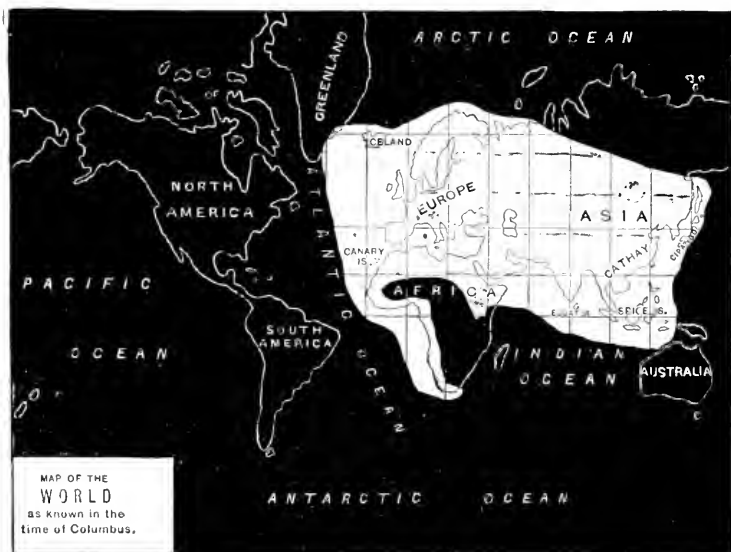 ARCTIC OCEAN
GREENLAND
ICELAND
NORTH
AMERICA
EUROPE
ASIA
ATLANTIC OCEAN
CANARY
IS.
CATHAY
AFRICA
PACIFIC
OCEAN
SPICE IS.
SOUTH
AMERICA
INDIAN
OCEAN
AUSTRALIA
ANTARCTIC OCEAN
MAP OF THE
WORLD
as known in the
time of Columbus.